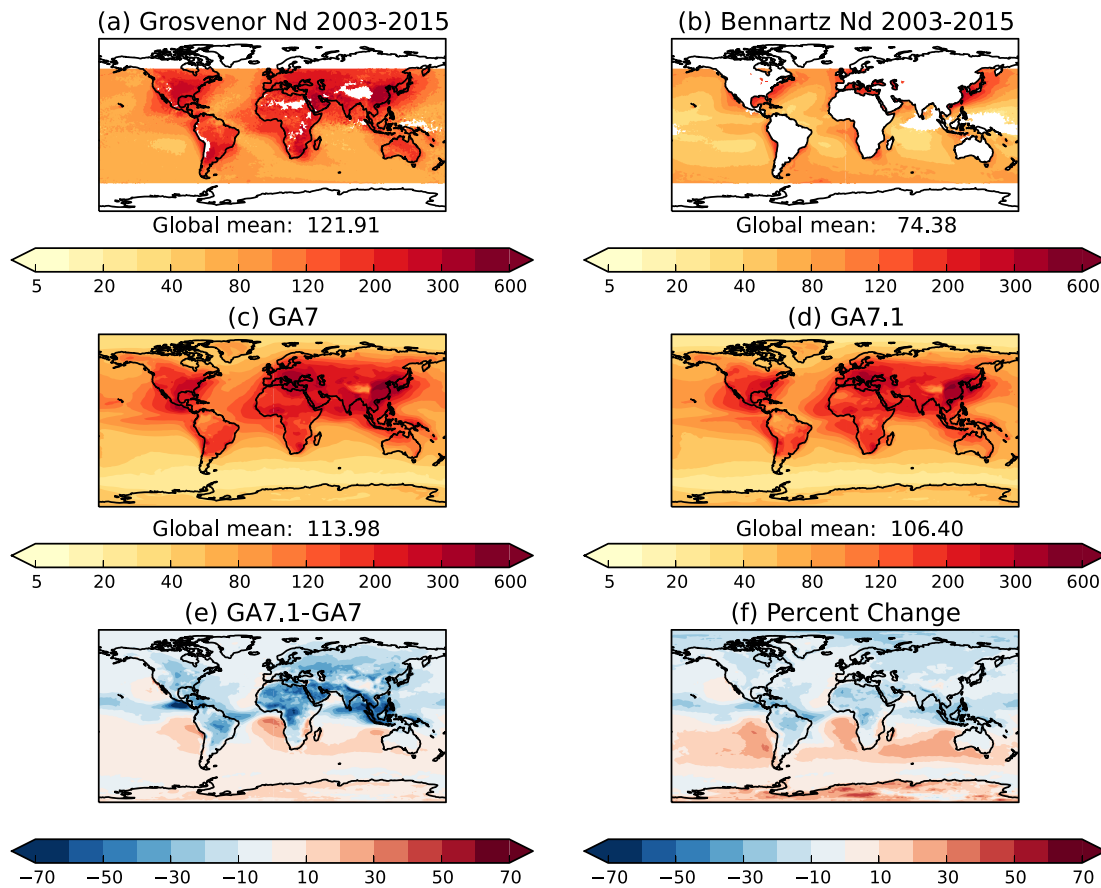 (a) Grosvenor Nd 2003-2015
(b) Bennartz Nd 2003-2015
Global mean: 121.91
Global mean: 74.38
5 20 40 80 120 200 300 600
5 20 40 80 120 200 300 600
(c) GA7
(d) GA7.1
Global mean: 113.98
Global mean: 106.40
5 20 40 80 120 200 300 600
5 20 40 80 120 200 300 600
(e) GA7.1-GA7
(f) Percent Change
−70 −50 −30 −10 10 30 50 70
−70 −50 −30 −10 10 30 50 70